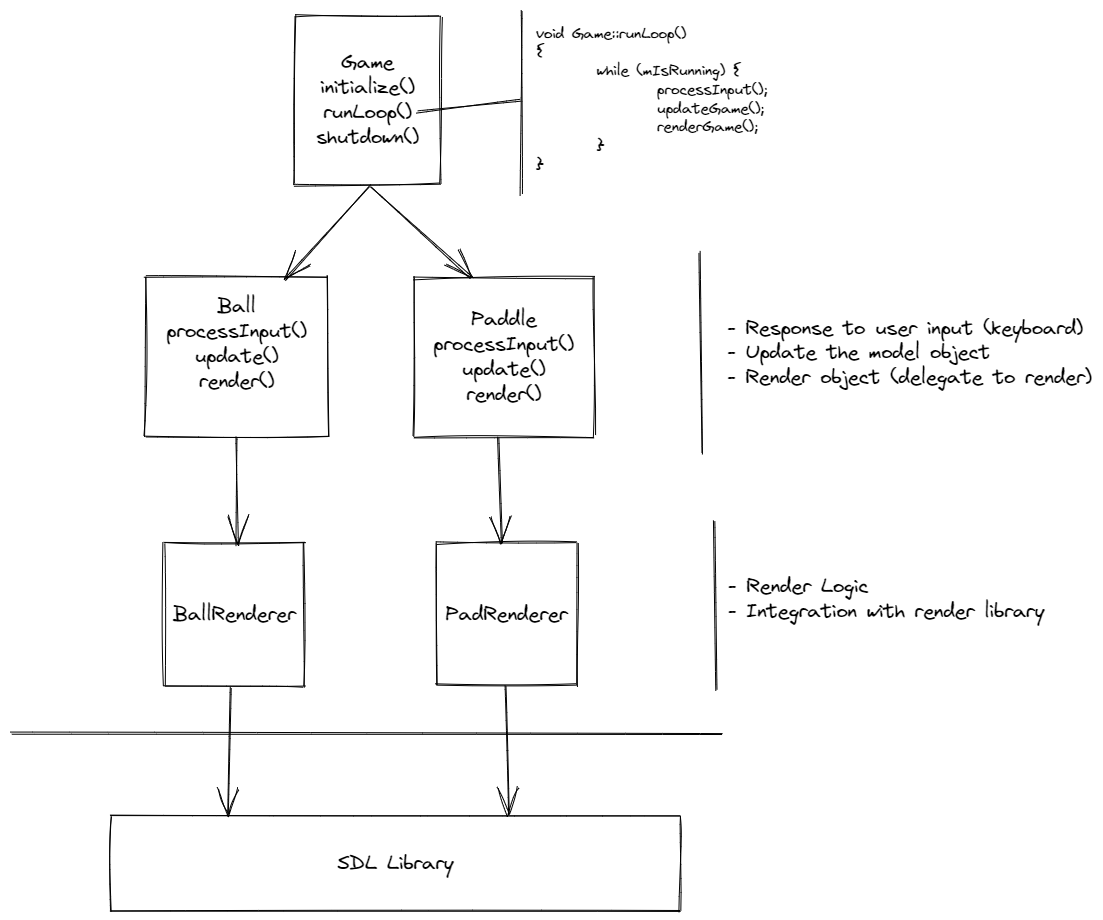 Game
initialize()
runLoop()
shutdown()
void Game::runLoop()
{
while (mIsRunning) {
processInput();
updateGame();
renderGame();
}
}
Ball
processInput()
update()
render()
Paddle
processInput()
update()
render()
- Response to user input (keyboard)
- Update the model object
- Render object (delegate to render)
BallRenderer
PadRenderer
- Render Logic
- Integration with render library
SDL Library